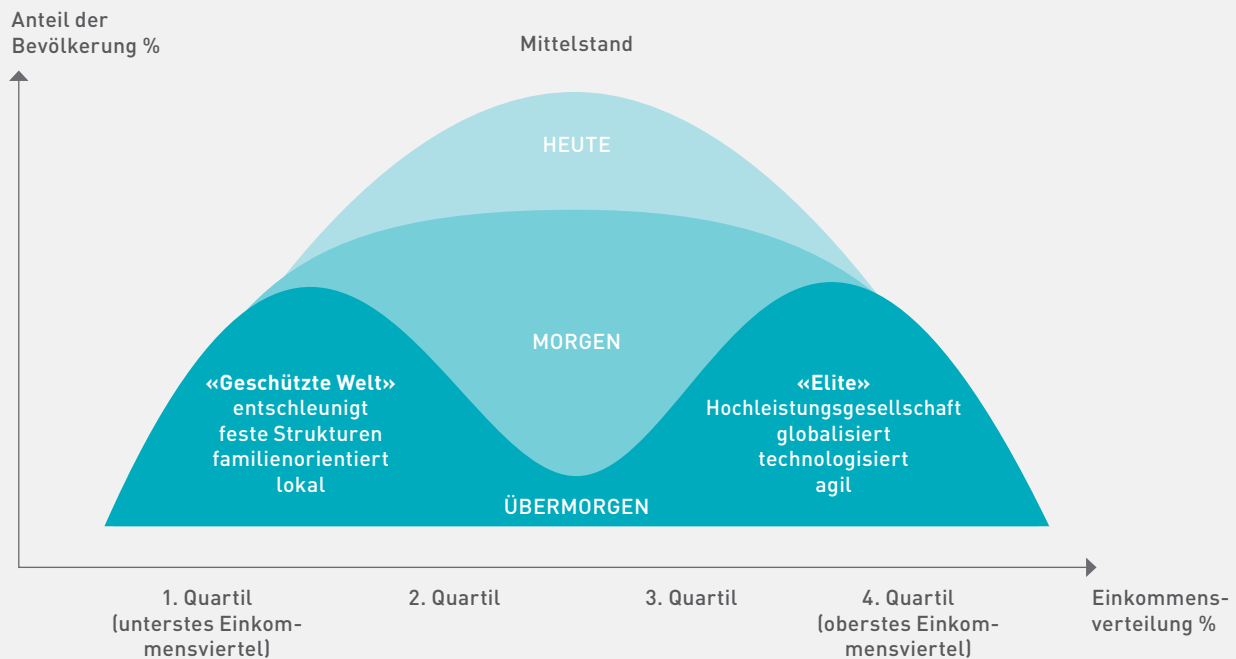 Anteil der
Bevölkerung %
Mittelstand
HEUTE
MORGEN
«Geschützte Welt»
entschleunigt
feste Strukturen
familienorientiert
lokal
«Elite»
Hochleistungsgesellschaft
globalisiert
technologisiert
agil
ÜBERMORGEN
1. Quartil
(unterstes Einkom-
mensviertel)
2. Quartil
3. Quartil
4. Quartil
(oberstes Einkom-
mensviertel)
Einkommens-
verteilung %